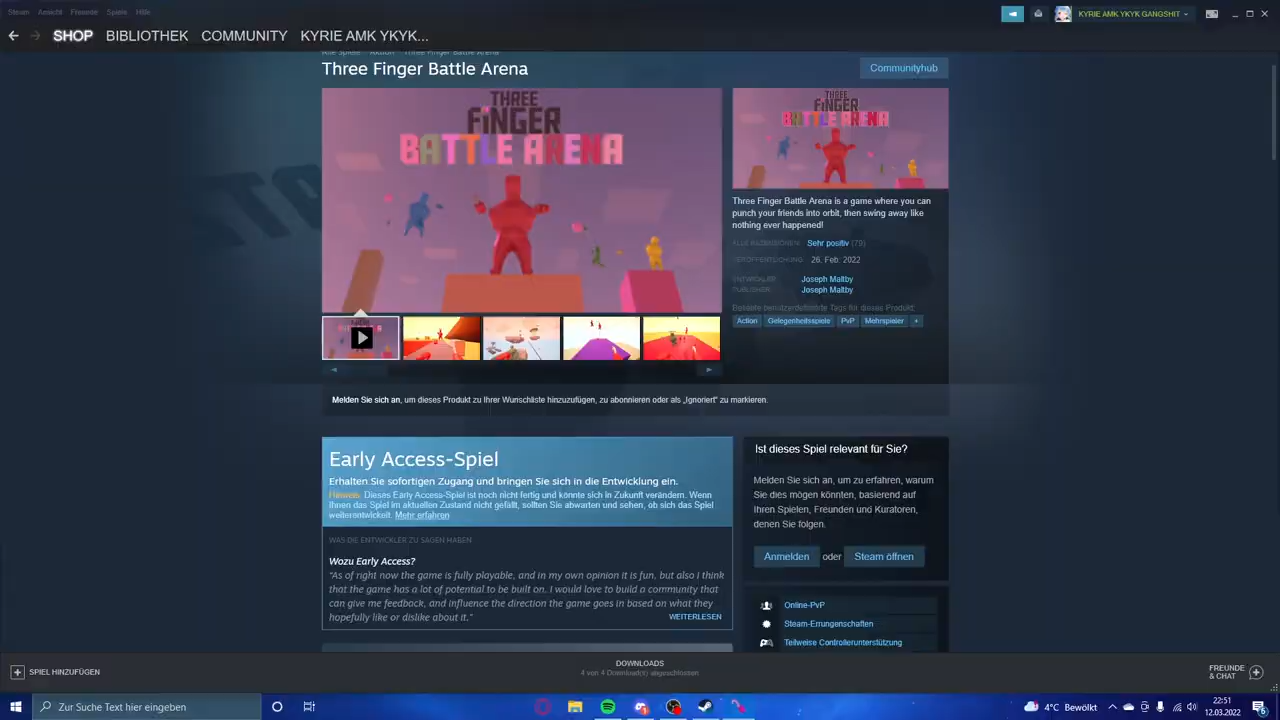 Steam Ansicht Freunde Spiele Hilfe
KYRIE AMK YKYK GANGSHIT
SHOP BIBLIOTHEK COMMUNITY KYRIE AMK YKYK...
Alle Spiele Action Three Finger Battle Arena
Three Finger Battle Arena
Communityhub
THREE
FINGER
BATTLE ARENA
THREE
FINGER
BATTLE ARENA
Three Finger Battle Arena is a game where you can
punch your friends into orbit, then swing away like
nothing ever happened!
ALLE REZENSIONEN: Sehr positiv (79)
VERÖFFENTLICHUNG: 26. Feb. 2022
ENTWICKLER: Joseph Maltby
PUBLISHER: Joseph Maltby
Beliebte benutzerdefinierte Tags für dieses Produkt:
Action Gelegenheitsspiele PvP Mehrspieler +
Melden Sie sich an, um dieses Produkt zu Ihrer Wunschliste hinzuzufügen, zu abonnieren oder als „Ignoriert" zu markieren.
Early Access-Spiel
Erhalten Sie sofortigen Zugang und bringen Sie sich in die Entwicklung ein.
Hinweis: Dieses Early Access-Spiel ist noch nicht fertig und könnte sich in Zukunft verändern. Wenn
Ihnen das Spiel im aktuellen Zustand nicht gefällt, sollten Sie abwarten und sehen, ob sich das Spiel
weiterentwickelt. Mehr erfahren
WAS DIE ENTWICKLER ZU SAGEN HABEN:
Wozu Early Access?
"As of right now the game is fully playable, and in my own opinion it is fun, but also I think
that the game has a lot of potential to be built on. I would love to build a community that
can give me feedback, and influence the direction the game goes in based on what they
hopefully like or dislike about it."
WEITERLESEN
Ist dieses Spiel relevant für Sie?
Melden Sie sich an, um zu erfahren, warum
Sie dies mögen könnten, basierend auf
Ihren Spielen, Freunden und Kuratoren,
denen Sie folgen.
Anmelden oder Steam öffnen
Online-PvP
Steam-Errungenschaften
Teilweise Controllerunterstützung
+ SPIEL HINZUFÜGEN
DOWNLOADS
4 von 4 Download(s) abgeschlossen
FREUNDE
& CHAT
Zur Suche Text hier eingeben
4°C Bewölkt
22:51
12.03.2022